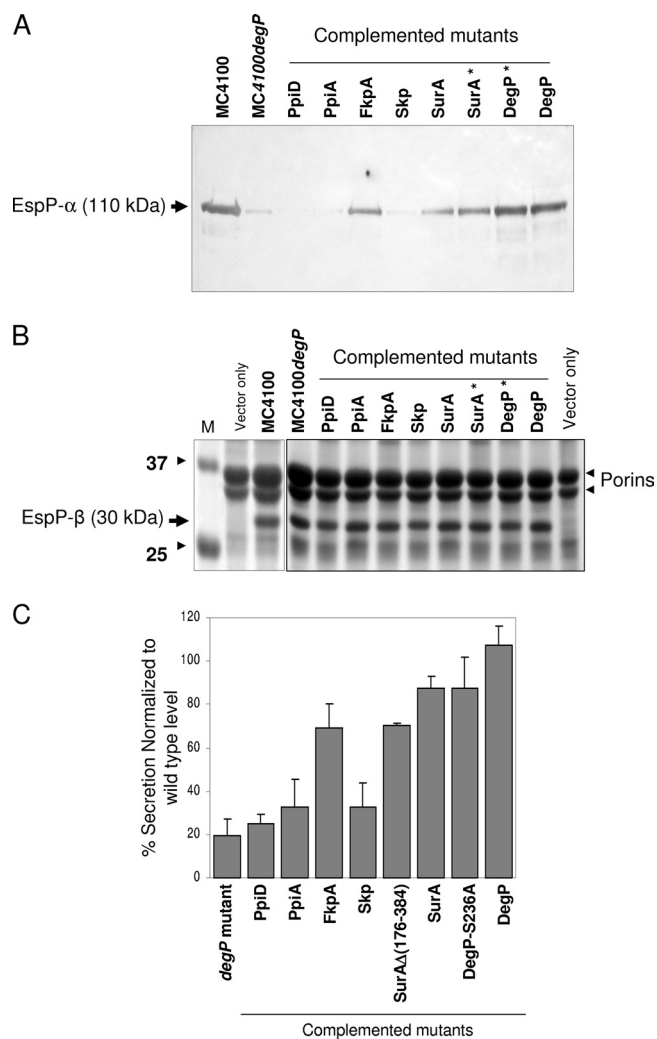 A
Complemented mutants
MC4100
MC4100degP
PpiD
PpiA
FkpA
Skp
SurA
SurA*
DegP*
DegP
EspP-α (110 kDa)
B
Complemented mutants
M
Vector only
MC4100
MC4100degP
PpiD
PpiA
FkpA
Skp
SurA
SurA*
DegP*
DegP
Vector only
37
Porins
EspP-β (30 kDa)
25
C
% Secretion Normalized to
wild type level
120
100
80
60
40
20
0
degP mutant
PpiD
PpiA
FkpA
Skp
SurAΔ(176-384)
SurA
DegP-S236A
DegP
Complemented mutants